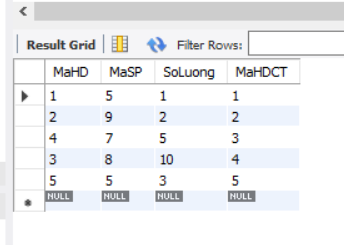 Result Grid Filter Rows:
MaHD MaSP SoLuong MaHDCT
1 5 1 1
2 9 2 2
4 7 5 3
3 8 10 4
5 5 3 5
NULL NULL NULL NULL